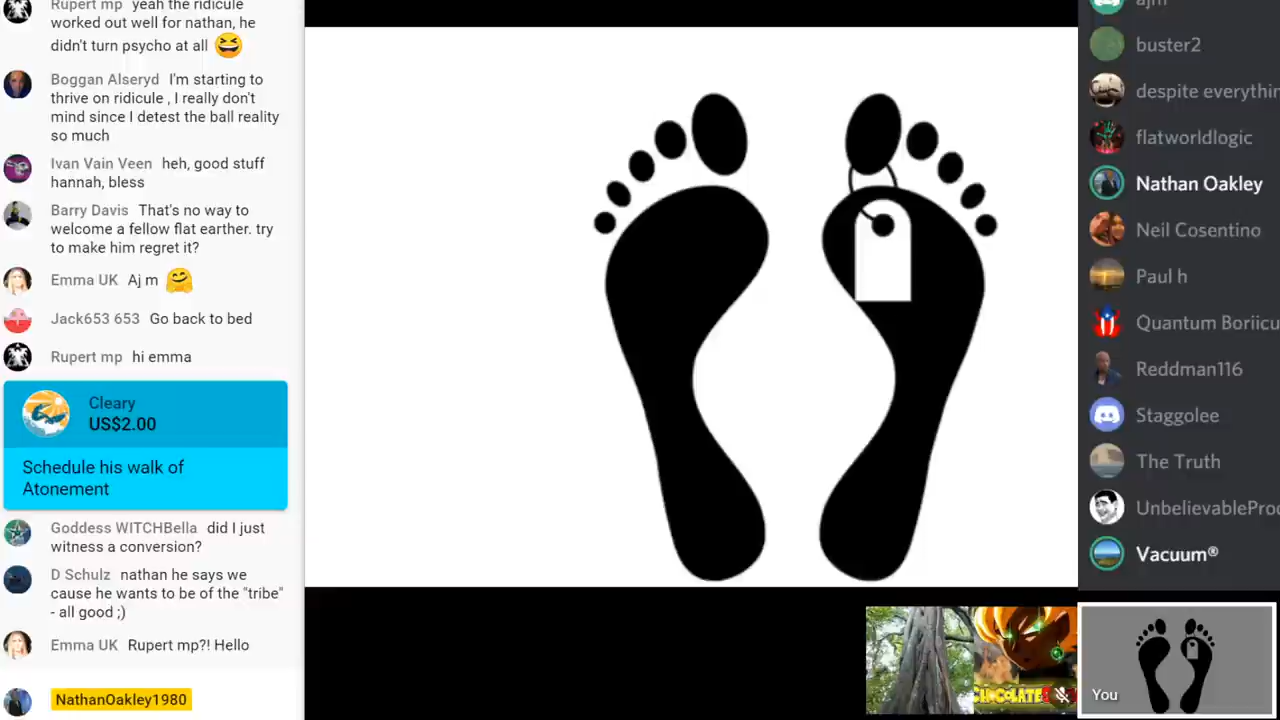 Rupert mp yeah the ridicule
worked out well for nathan, he
didn't turn psycho at all
Boggan Alseryd I'm starting to
thrive on ridicule , I really don't
mind since I detest the ball reality
so much
Ivan Vain Veen heh, good stuff
hannah, bless
Barry Davis That's no way to
welcome a fellow flat earther. try
to make him regret it?
Emma UK Aj m
Jack653 653 Go back to bed
Rupert mp hi emma
Cleary
US$2.00
Schedule his walk of
Atonement
Goddess WITCHBella did I just
witness a conversion?
D Schulz nathan he says we
cause he wants to be of the "tribe"
- all good ;)
Emma UK Rupert mp?! Hello
NathanOakley1980
ajm
buster2
despite everythin
flatworldlogic
Nathan Oakley
Neil Cosentino
Paul h
Quantum Boriicu
Reddman116
Staggolee
The Truth
UnbelievablePro
Vacuum®
You